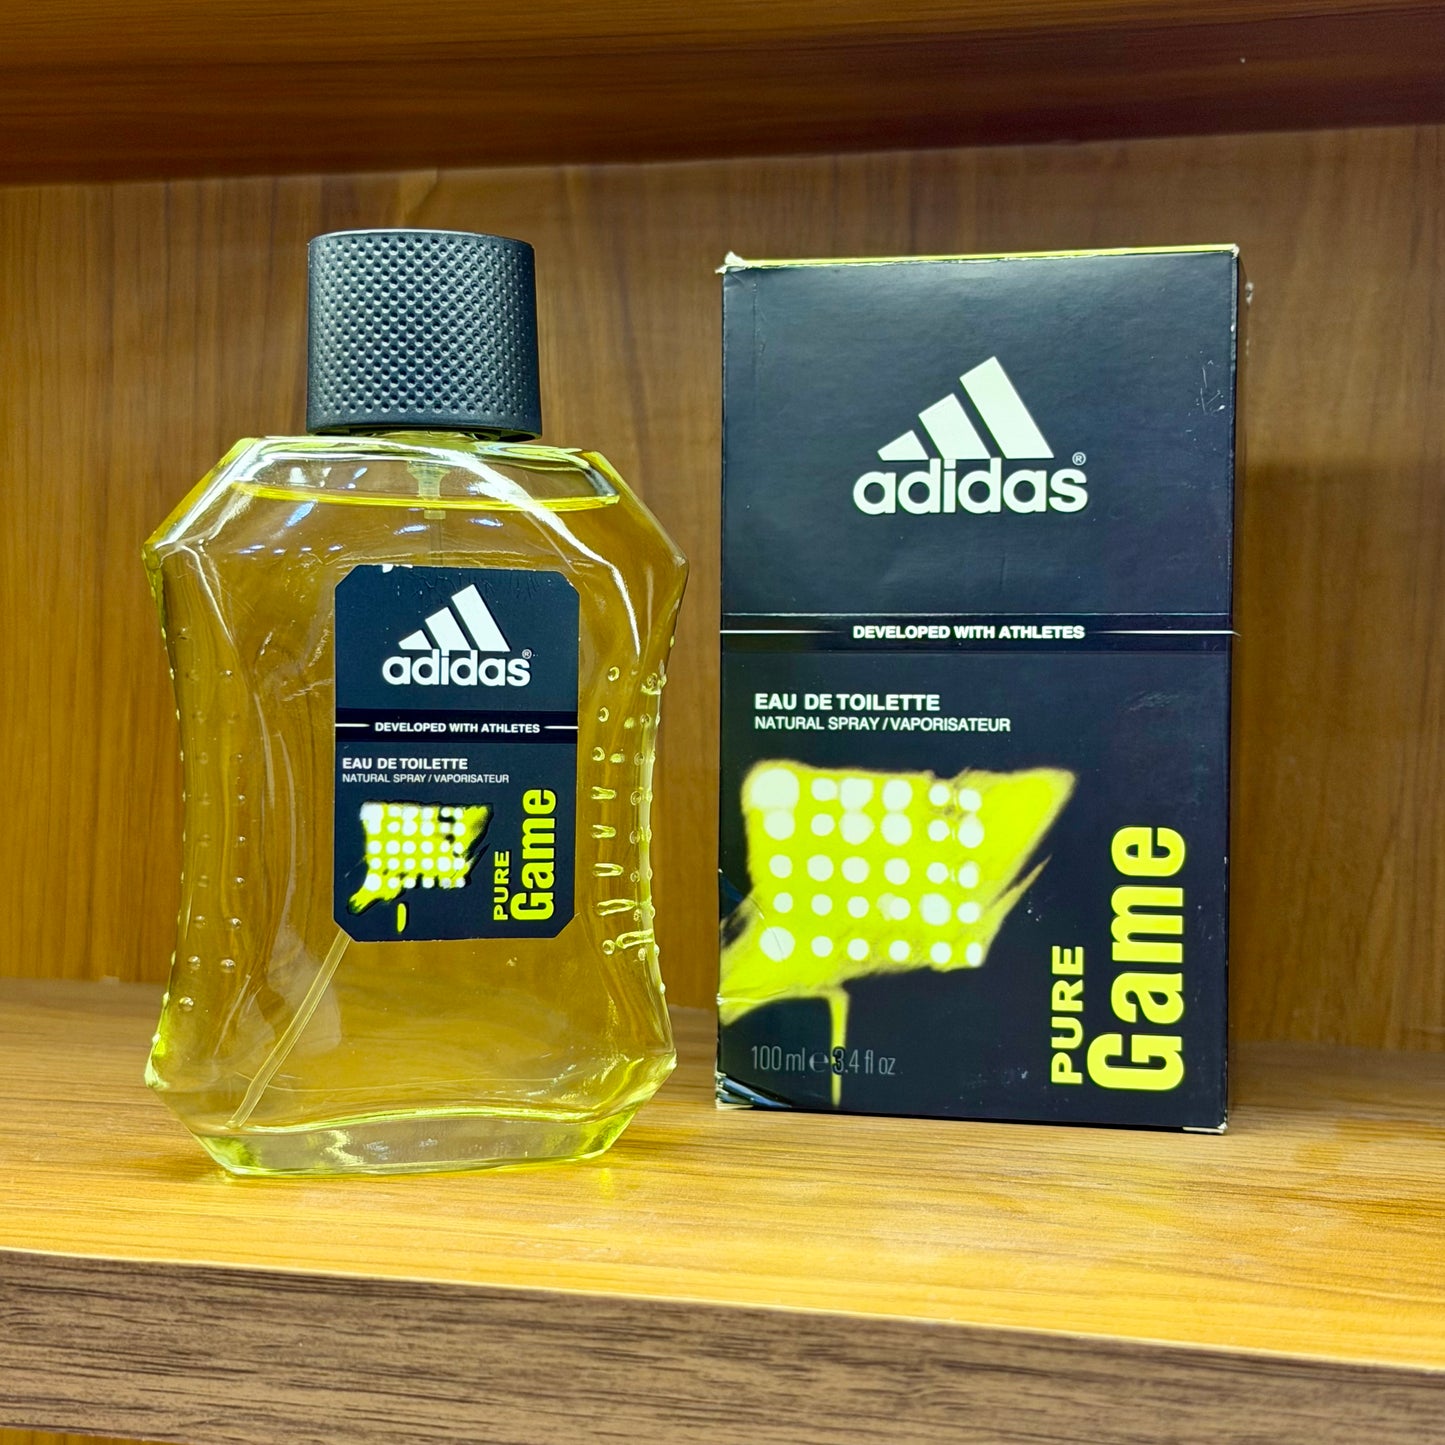 adidas®
DEVELOPED WITH ATHLETES
EAU DE TOILETTE
NATURAL SPRAY / VAPORISATEUR
PURE
Game
adidas®
DEVELOPED WITH ATHLETES
EAU DE TOILETTE
NATURAL SPRAY / VAPORISATEUR
PURE
Game
100 ml ℮ 3.4 fl oz